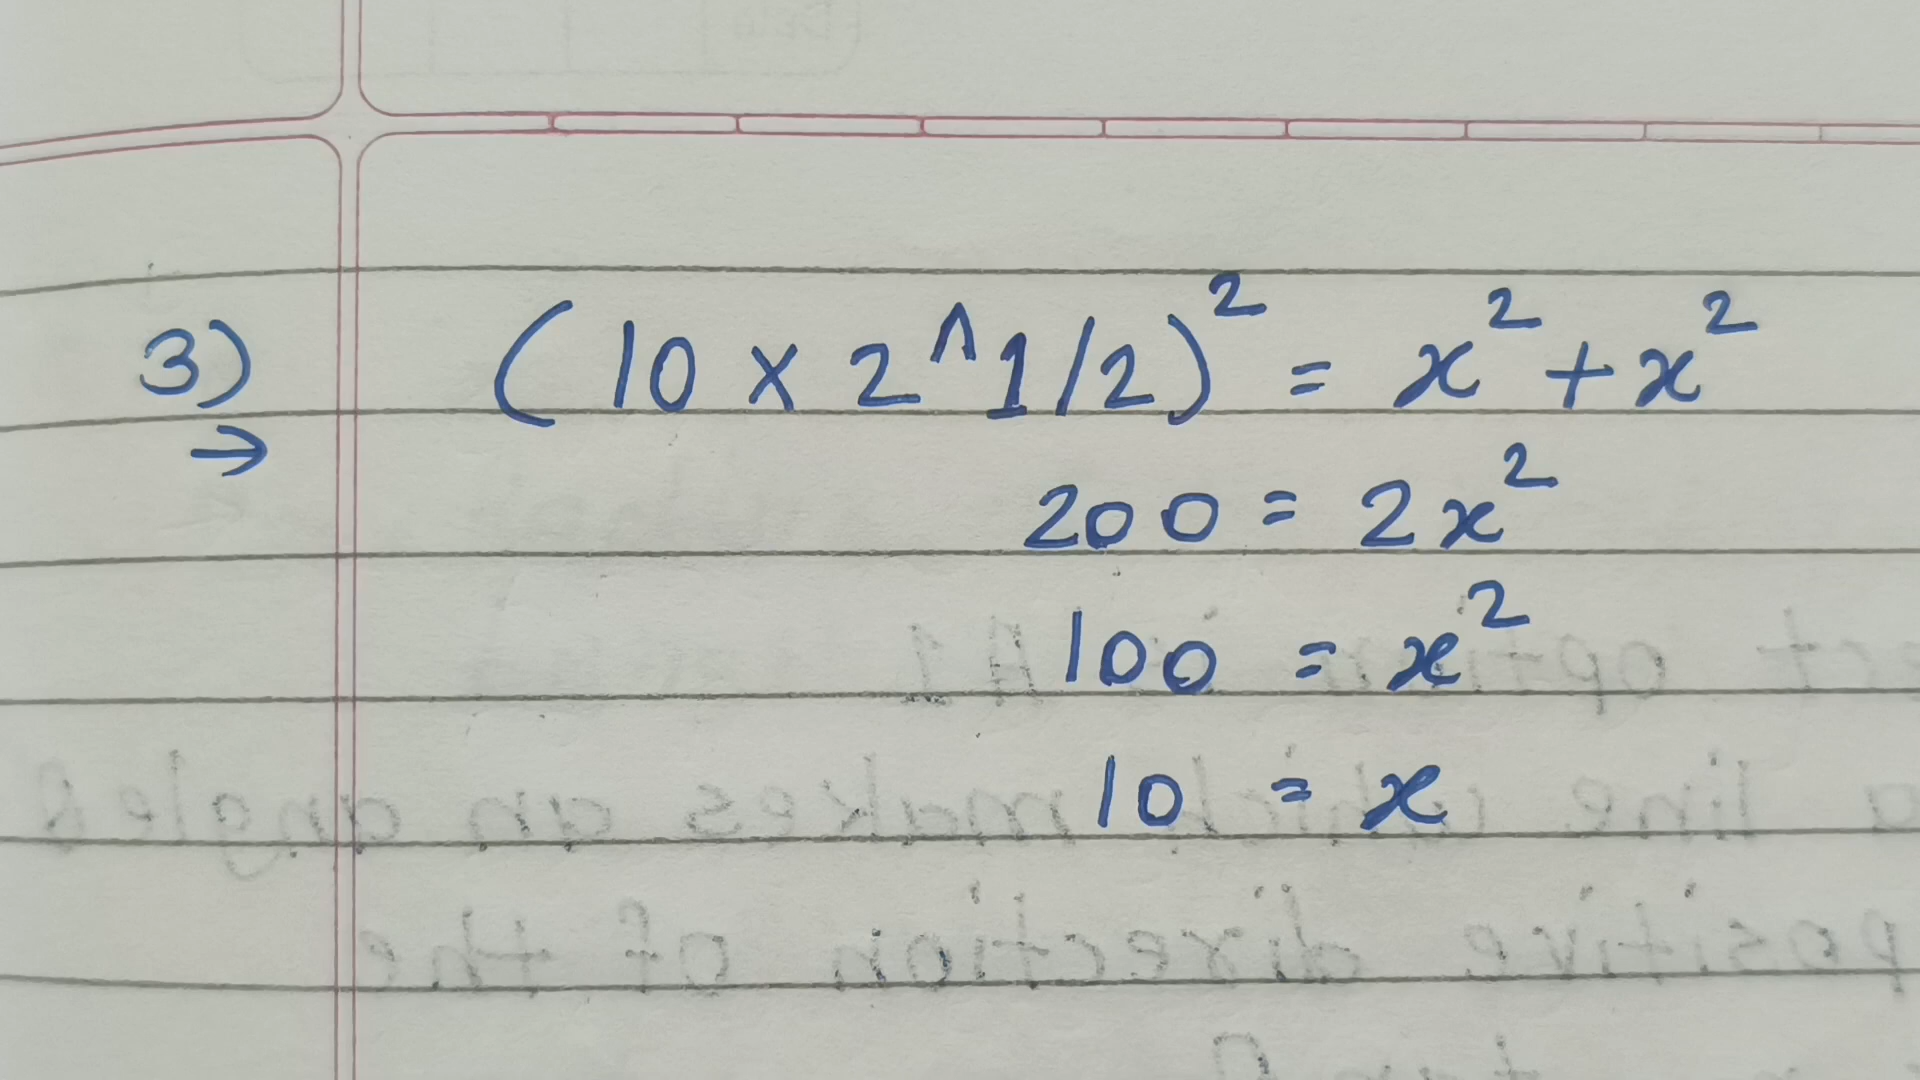 3) (10 × 2^1/2)² = x² + x²
→
200 = 2x²
100 = x²
10 = x